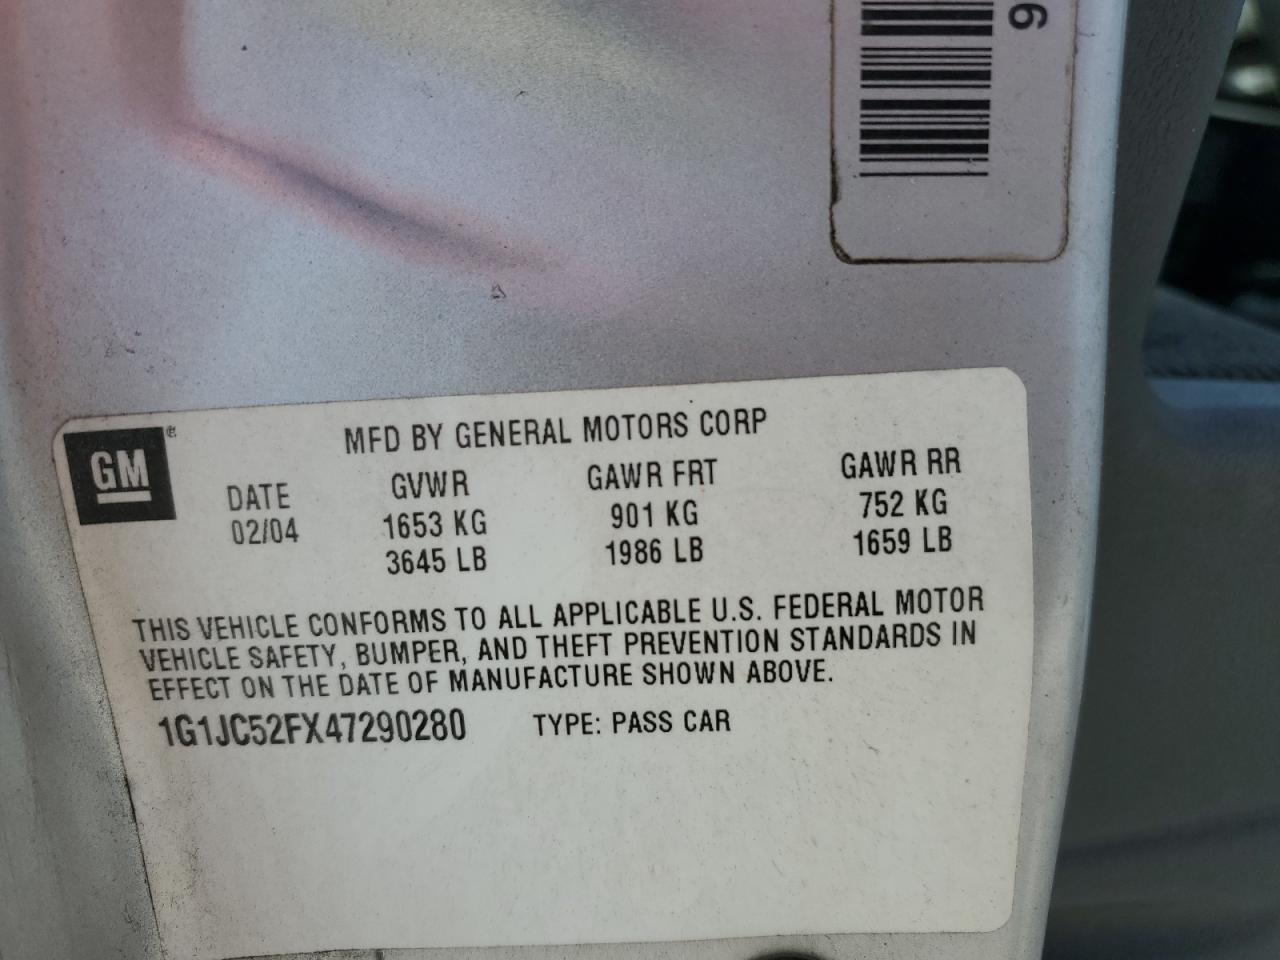 6
GM®
MFD BY GENERAL MOTORS CORP
DATE GVWR GAWR FRT GAWR RR
02/04 1653 KG 901 KG 752 KG
3645 LB 1986 LB 1659 LB
THIS VEHICLE CONFORMS TO ALL APPLICABLE U.S. FEDERAL MOTOR
VEHICLE SAFETY, BUMPER, AND THEFT PREVENTION STANDARDS IN
EFFECT ON THE DATE OF MANUFACTURE SHOWN ABOVE.
1G1JC52FX47290280 TYPE: PASS CAR